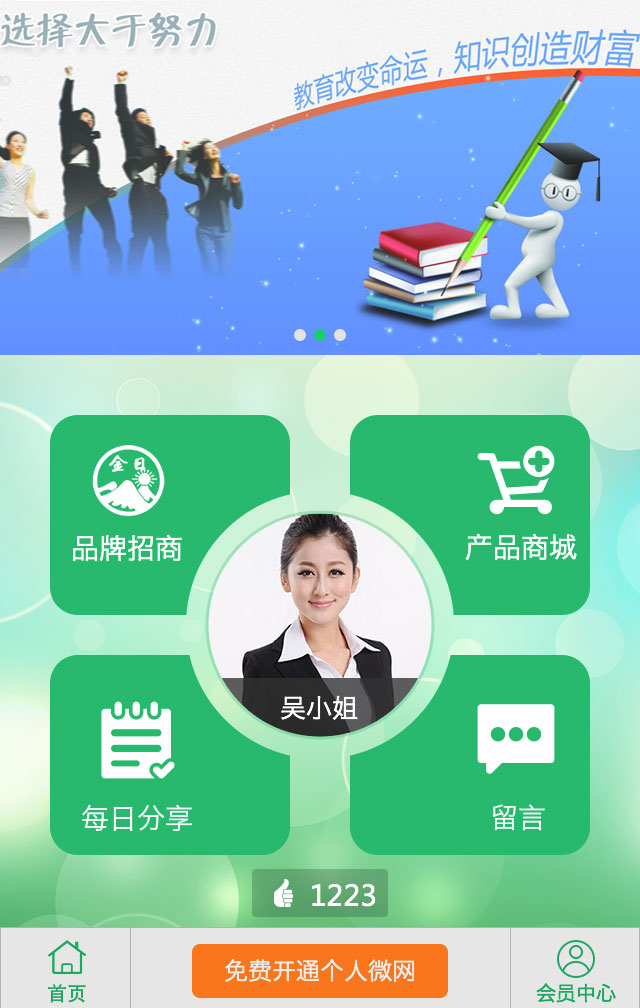 选择大于努力
教育改变命运，知识创造财富
金日
品牌招商
产品商城
吴小姐
每日分享
留言
1223
首页
免费开通个人微网
会员中心